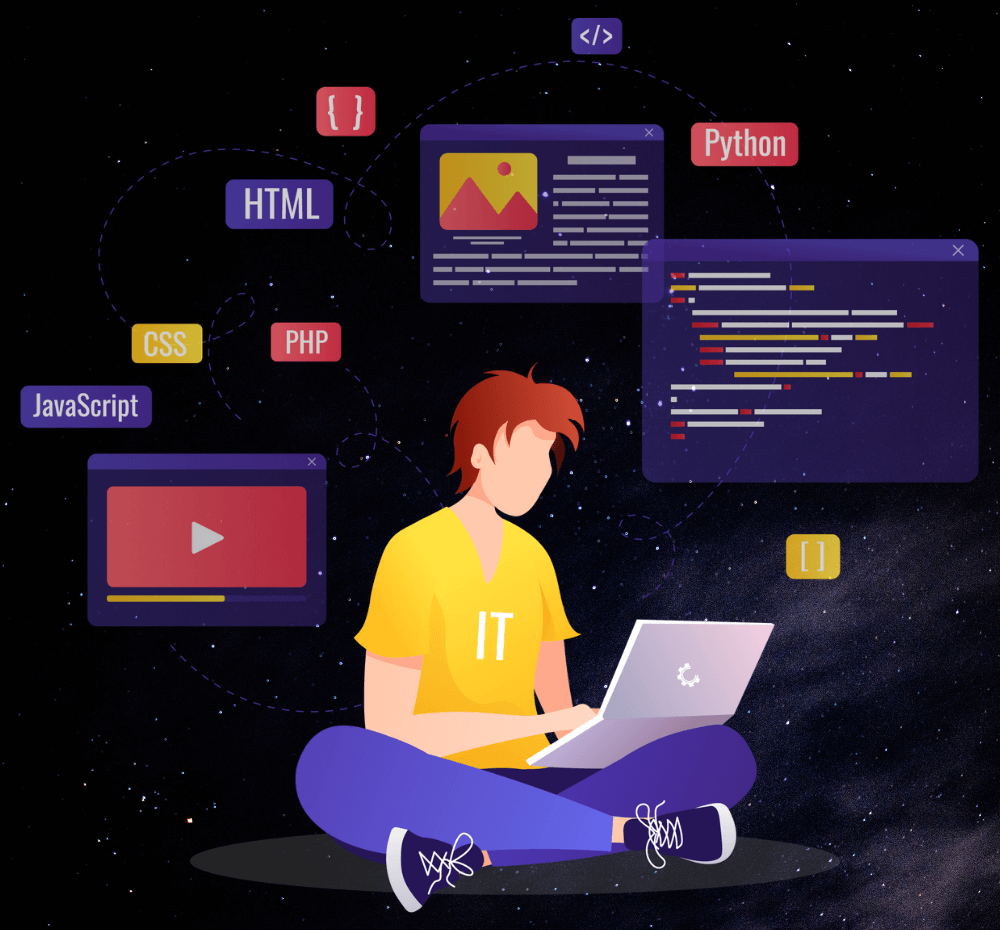 </>
{ }
Python
HTML
CSS
PHP
JavaScript
[ ]
IT